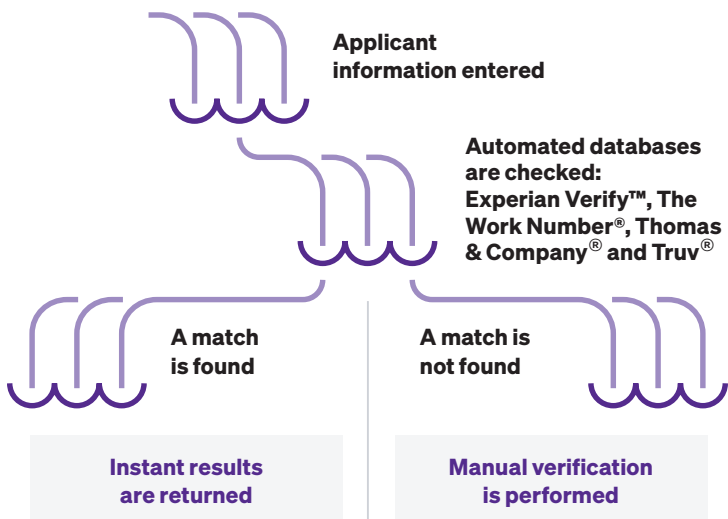 Applicant
information entered
Automated databases
are checked:
Experian Verify™, The
Work Number®, Thomas
& Company® and Truv®
A match
is found
A match is
not found
Instant results
are returned
Manual verification
is performed